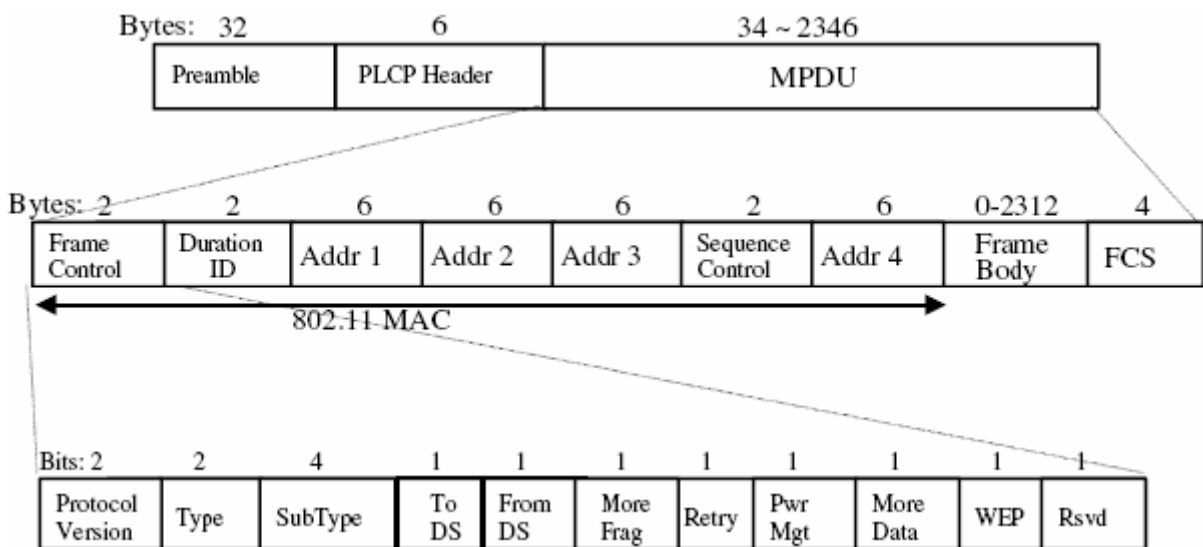 Bytes: 32 6 34 ~ 2346
Preamble PLCP Header MPDU
Bytes: 2 2 6 6 6 2 6 0-2312 4
Frame Control Duration ID Addr 1 Addr 2 Addr 3 Sequence Control Addr 4 Frame Body FCS
802.11 MAC
Bits: 2 2 4 1 1 1 1 1 1 1 1
Protocol Version Type SubType To DS From DS More Frag Retry Pwr Mgt More Data WEP Rsvd